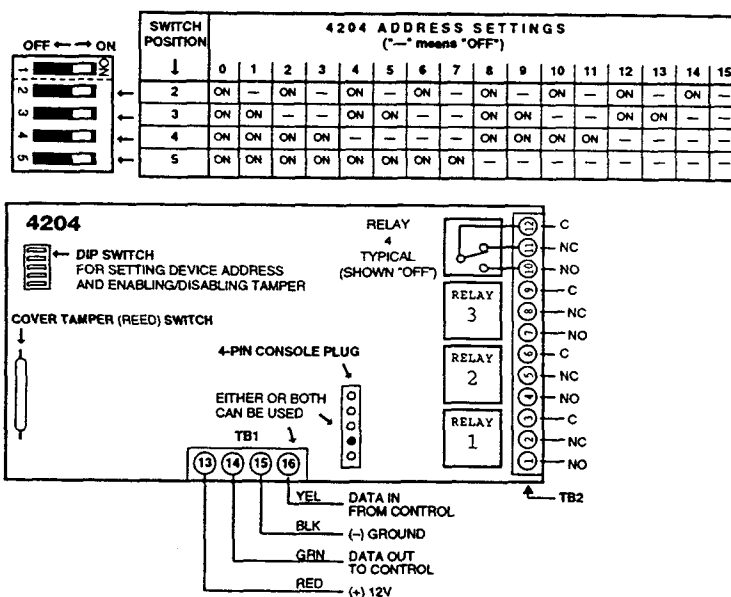 OFF ← → ON
ON
1
2
3
4
5
SWITCH POSITION ↓
4204 ADDRESS SETTINGS
("—" means "OFF")
0 1 2 3 4 5 6 7 8 9 10 11 12 13 14 15
2 ON — ON — ON — ON — ON — ON — ON — ON —
3 ON ON — — ON ON — — ON ON — — ON ON — —
4 ON ON ON ON — — — — ON ON ON ON — — — —
5 ON ON ON ON ON ON ON ON — — — — — — — —
4204
DIP SWITCH
FOR SETTING DEVICE ADDRESS
AND ENABLING/DISABLING TAMPER
COVER TAMPER (REED) SWITCH
4-PIN CONSOLE PLUG
EITHER OR BOTH
CAN BE USED
TB1
13 14 15 16
RELAY
4
TYPICAL
(SHOWN "OFF")
RELAY
3
RELAY
2
RELAY
1
12 C
11 NC
10 NO
9 C
8 NC
7 NO
6 C
5 NC
4 NO
3 C
2 NC
1 NO
TB2
YEL DATA IN
FROM CONTROL
BLK (–) GROUND
GRN DATA OUT
TO CONTROL
RED (+) 12V